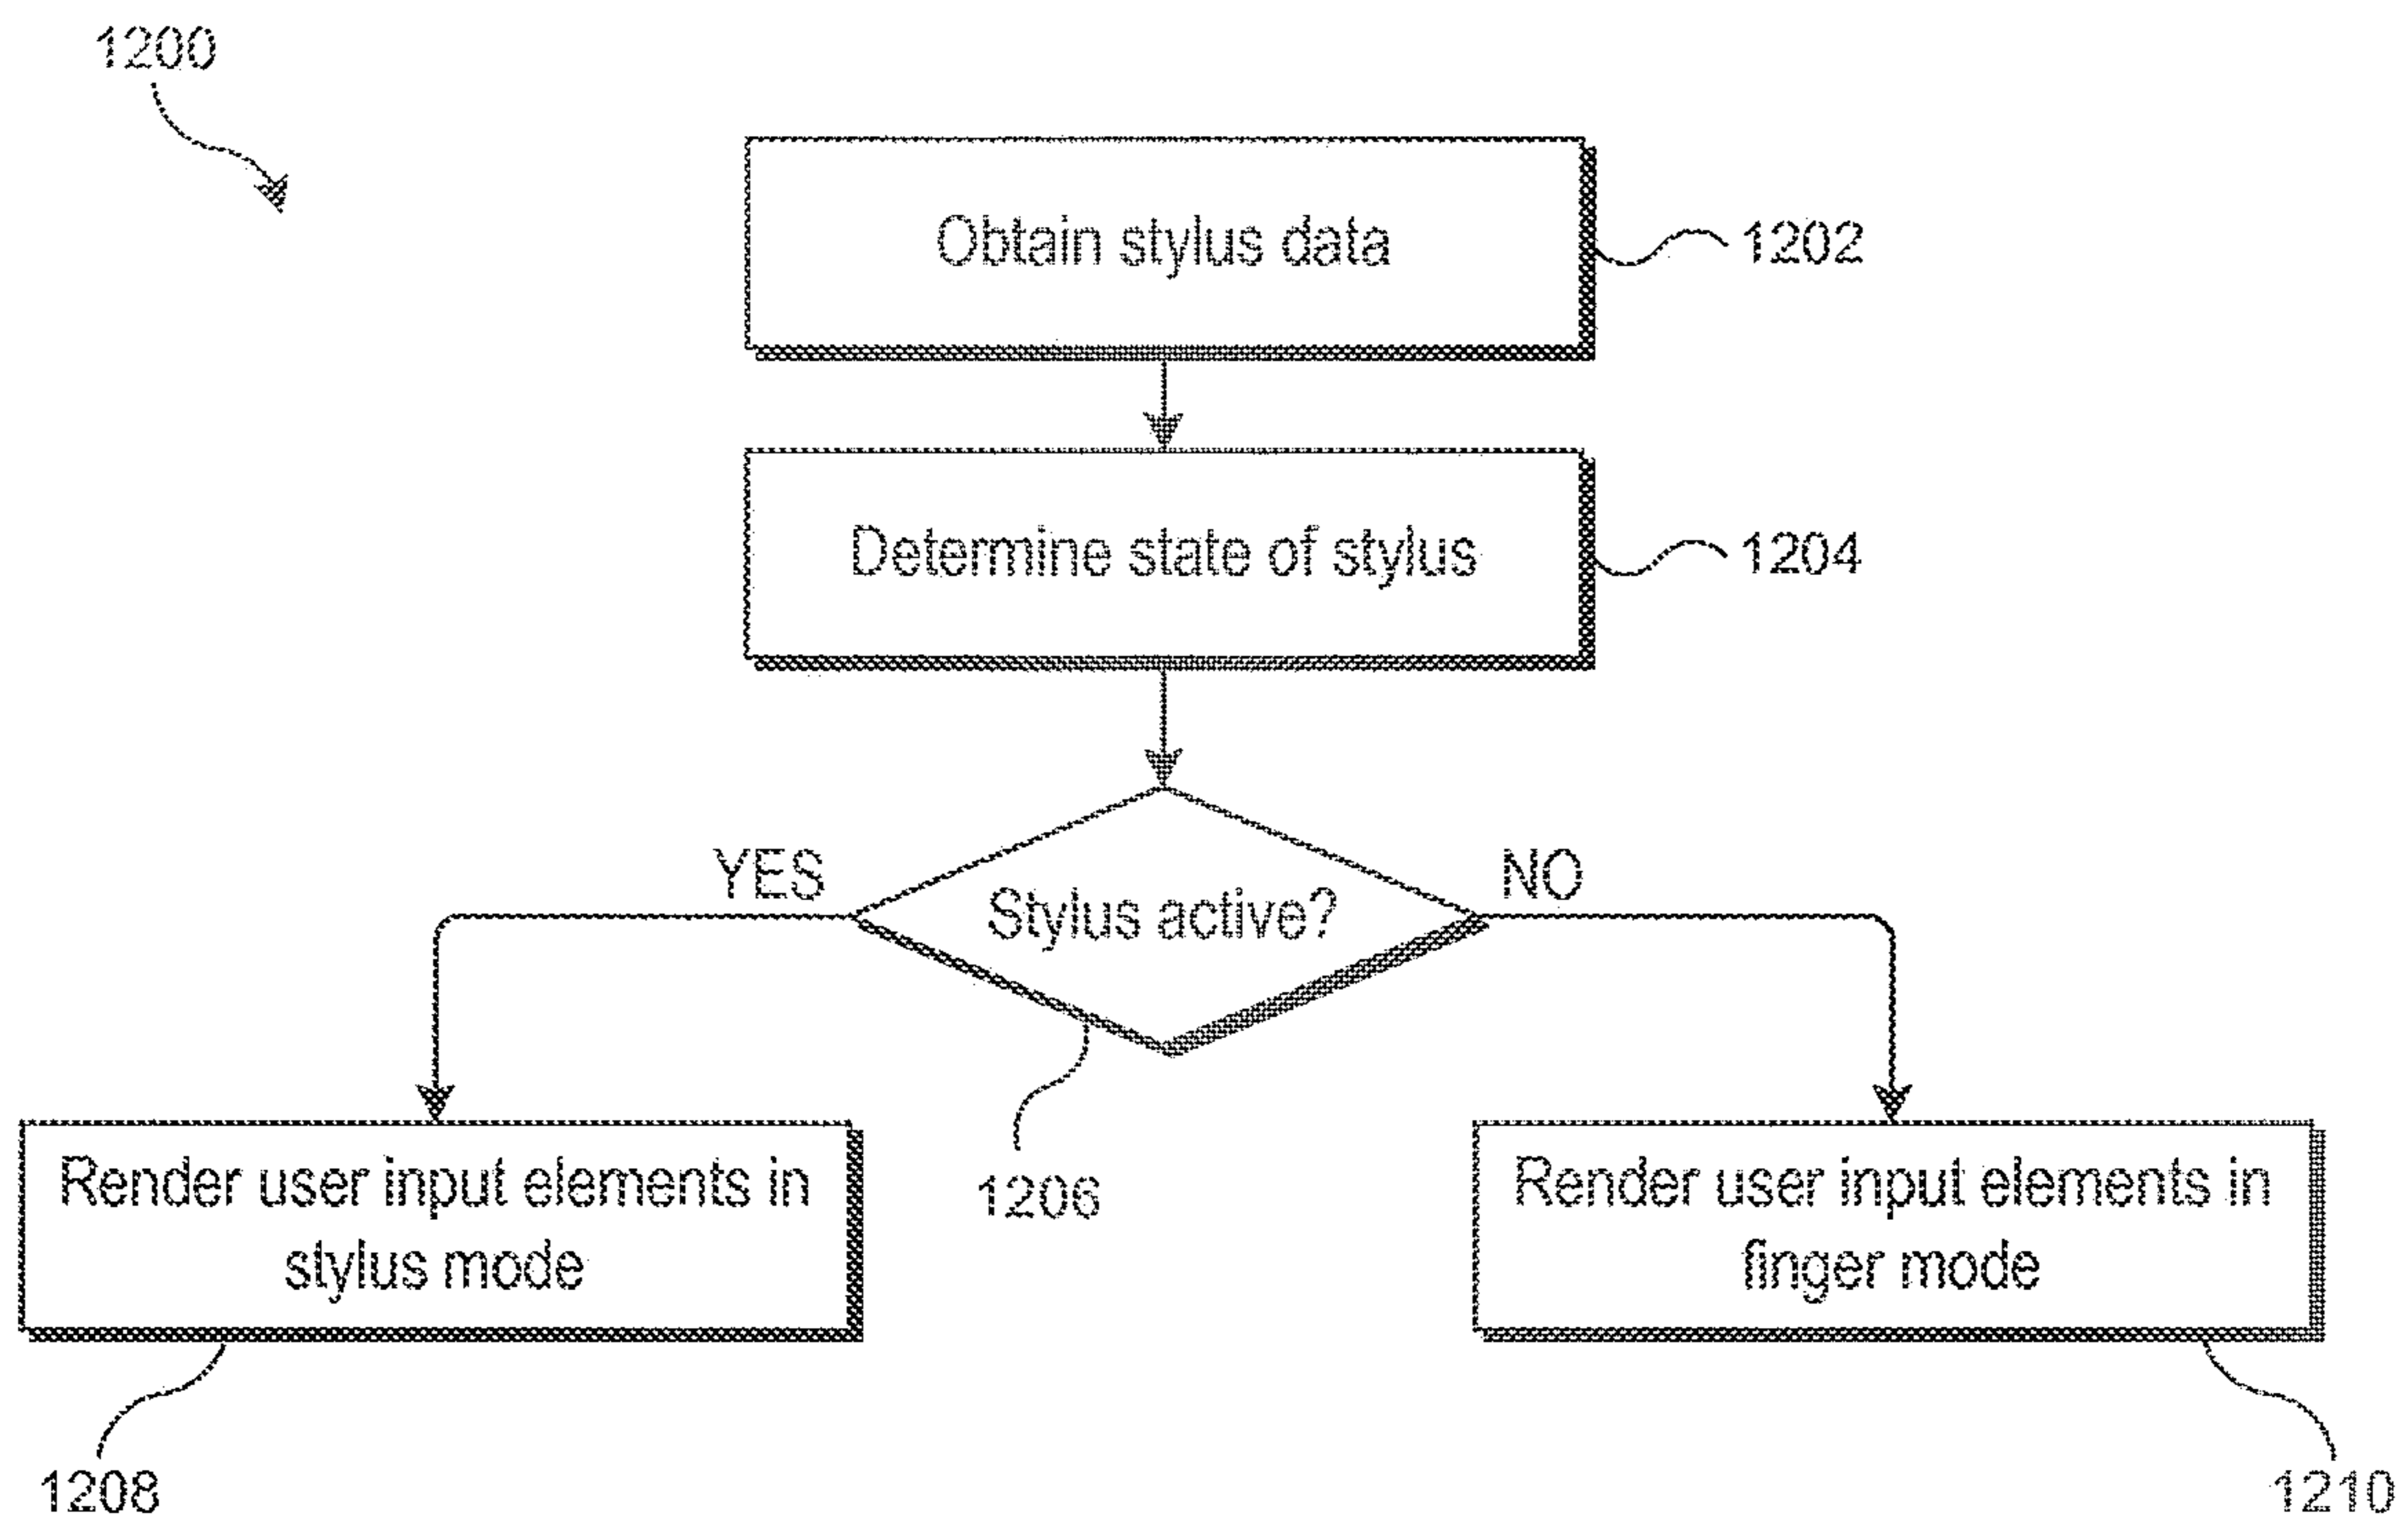 1200
Obtain stylus data
1202
Determine state of stylus
1204
YES
Stylus active?
NO
1206
Render user input elements in
stylus mode
Render user input elements in
finger mode
1208
1210